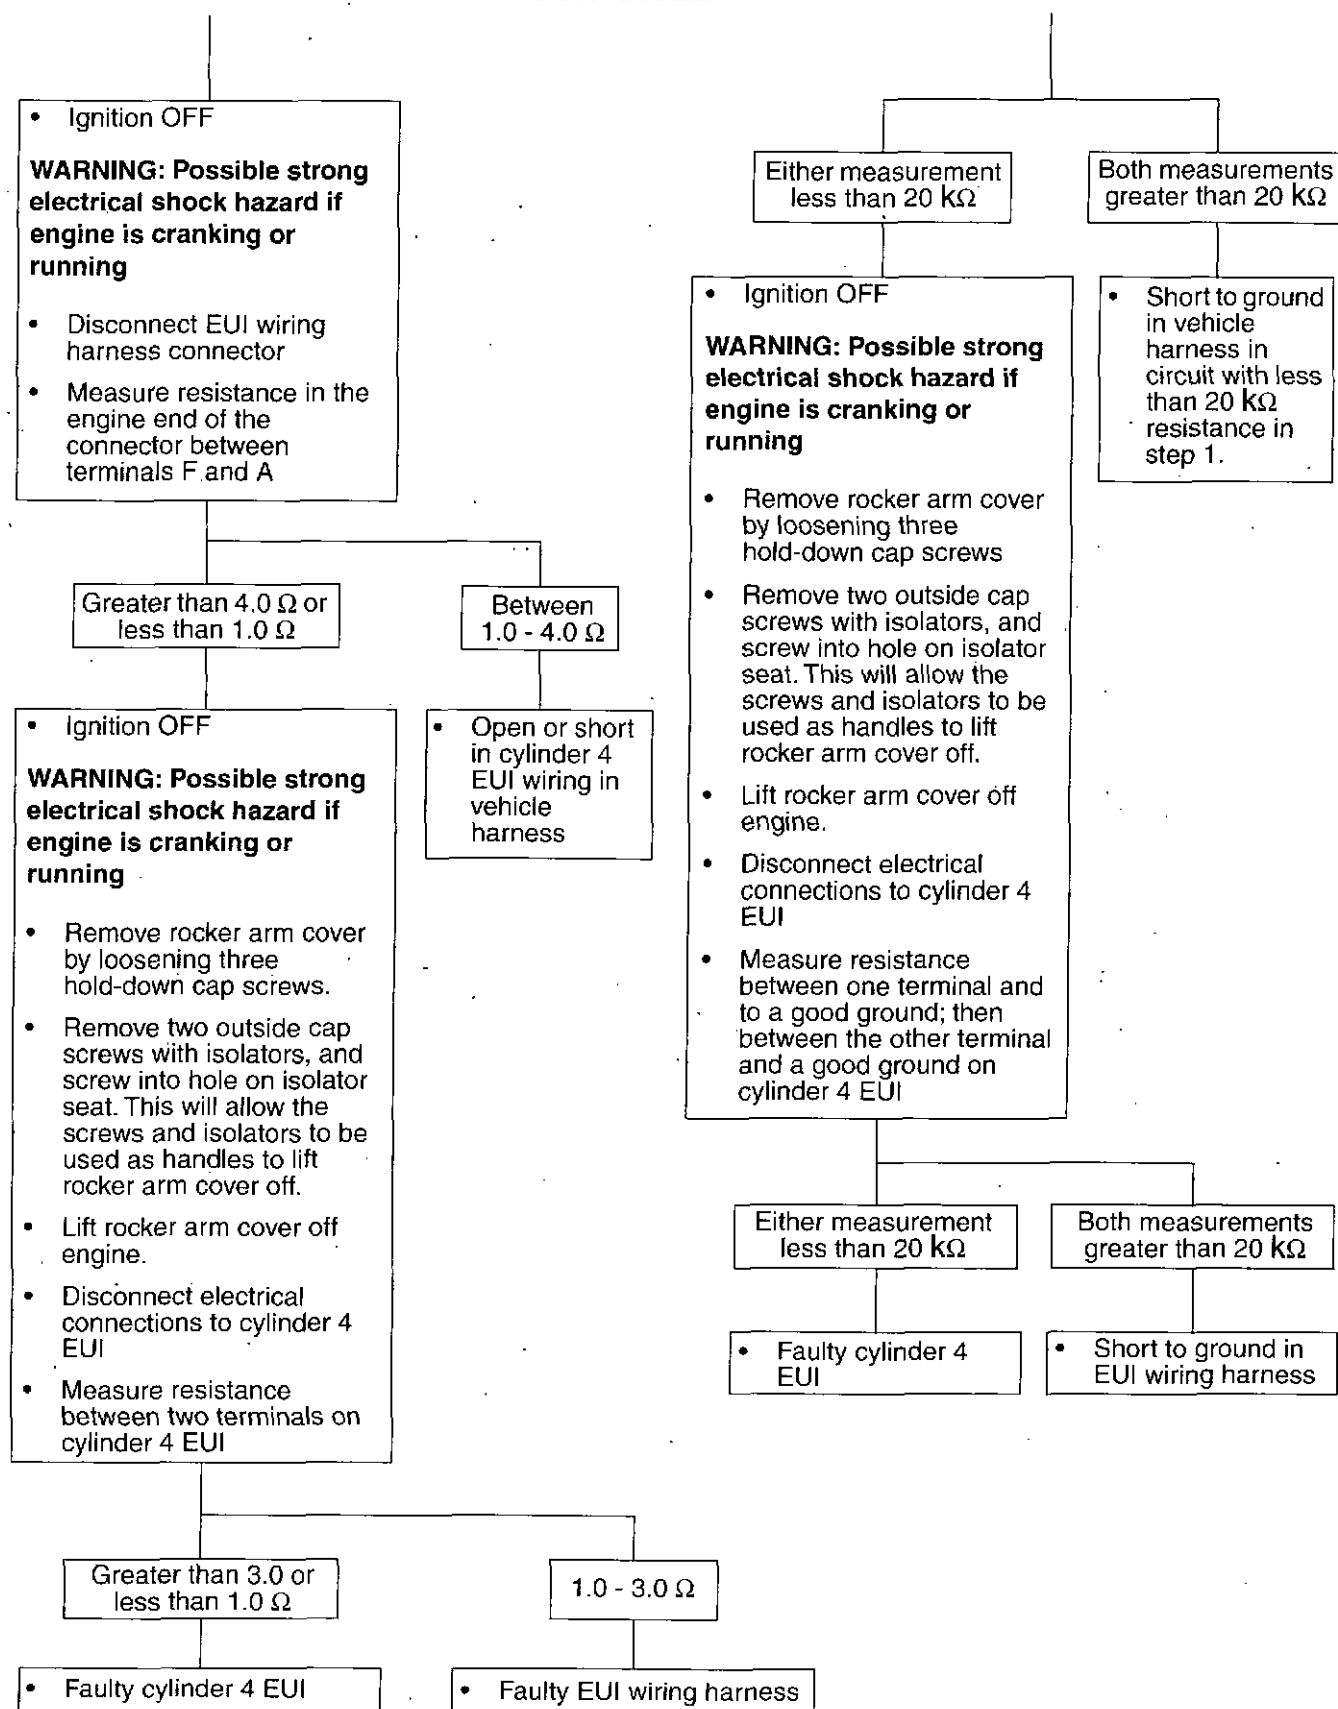 • Ignition OFF
WARNING: Possible strong
electrical shock hazard if
engine is cranking or
running
• Disconnect EUI wiring
harness connector
• Measure resistance in the
engine end of the
connector between
terminals F and A
Greater than 4.0 Ω or
less than 1.0 Ω
Between
1.0 - 4.0 Ω
• Ignition OFF
WARNING: Possible strong
electrical shock hazard if
engine is cranking or
running
• Remove rocker arm cover
by loosening three
hold-down cap screws.
• Remove two outside cap
screws with isolators, and
screw into hole on isolator
seat. This will allow the
screws and isolators to be
used as handles to lift
rocker arm cover off.
• Lift rocker arm cover off
engine.
• Disconnect electrical
connections to cylinder 4
EUI
• Measure resistance
between two terminals on
cylinder 4 EUI
• Open or short
in cylinder 4
EUI wiring in
vehicle
harness
Greater than 3.0 or
less than 1.0 Ω
1.0 - 3.0 Ω
• Faulty cylinder 4 EUI
• Faulty EUI wiring harness
Either measurement
less than 20 kΩ
Both measurements
greater than 20 kΩ
• Ignition OFF
WARNING: Possible strong
electrical shock hazard if
engine is cranking or
running
• Remove rocker arm cover
by loosening three
hold-down cap screws
• Remove two outside cap
screws with isolators, and
screw into hole on isolator
seat. This will allow the
screws and isolators to be
used as handles to lift
rocker arm cover off.
• Lift rocker arm cover off
engine.
• Disconnect electrical
connections to cylinder 4
EUI
• Measure resistance
between one terminal and
to a good ground; then
between the other terminal
and a good ground on
cylinder 4 EUI
• Short to ground
in vehicle
harness in
circuit with less
than 20 kΩ
resistance in
step 1.
Either measurement
less than 20 kΩ
Both measurements
greater than 20 kΩ
• Faulty cylinder 4
EUI
• Short to ground in
EUI wiring harness